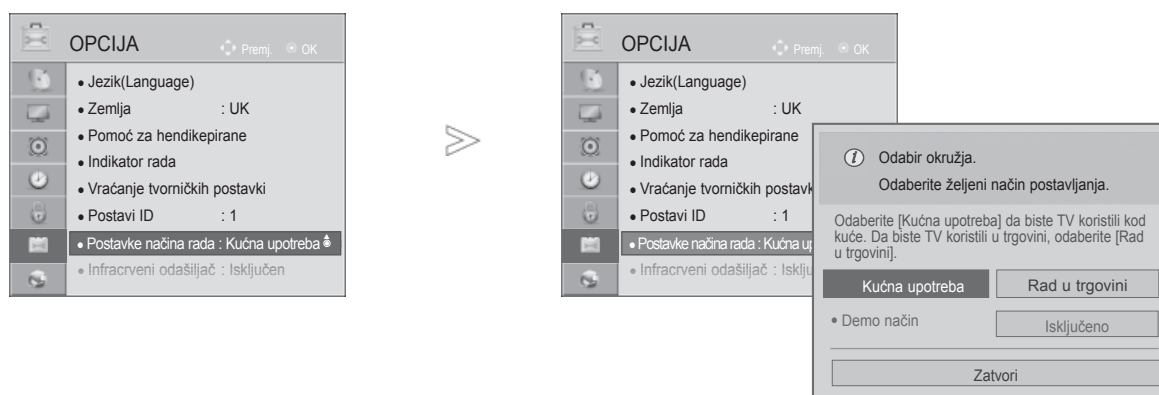 OPCIJA Premj. OK
• Jezik(Language)
• Zemlja : UK
• Pomoć za hendikepirane
• Indikator rada
• Vraćanje tvorničkih postavki
• Postavi ID : 1
• Postavke načina rada : Kućna upotreba
• Infracrveni odašiljač : Isključen
OPCIJA Premj. OK
• Jezik(Language)
• Zemlja : UK
• Pomoć za hendikepirane
• Indikator rada
• Vraćanje tvorničkih postavk
• Postavi ID : 1
• Postavke načina rada : Kućna up
• Infracrveni odašiljač : Isklju
Odabir okružja.
Odaberite željeni način postavljanja.
Odaberite [Kućna upotreba] da biste TV koristili kod
kuće. Da biste TV koristili u trgovini, odaberite [Rad
u trgovini].
Kućna upotreba Rad u trgovini
• Demo način Isključeno
Zatvori